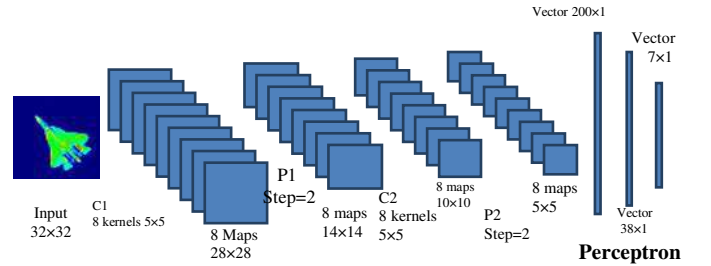 Vector 200×1
Vector
7×1
P1
Step=2
C1
8 kernels 5×5
Input
32×32
8 Maps
28×28
8 maps
14×14
C2
8 kernels
5×5
8 maps
10×10
P2
Step=2
8 maps
5×5
Vector
38×1
Perceptron